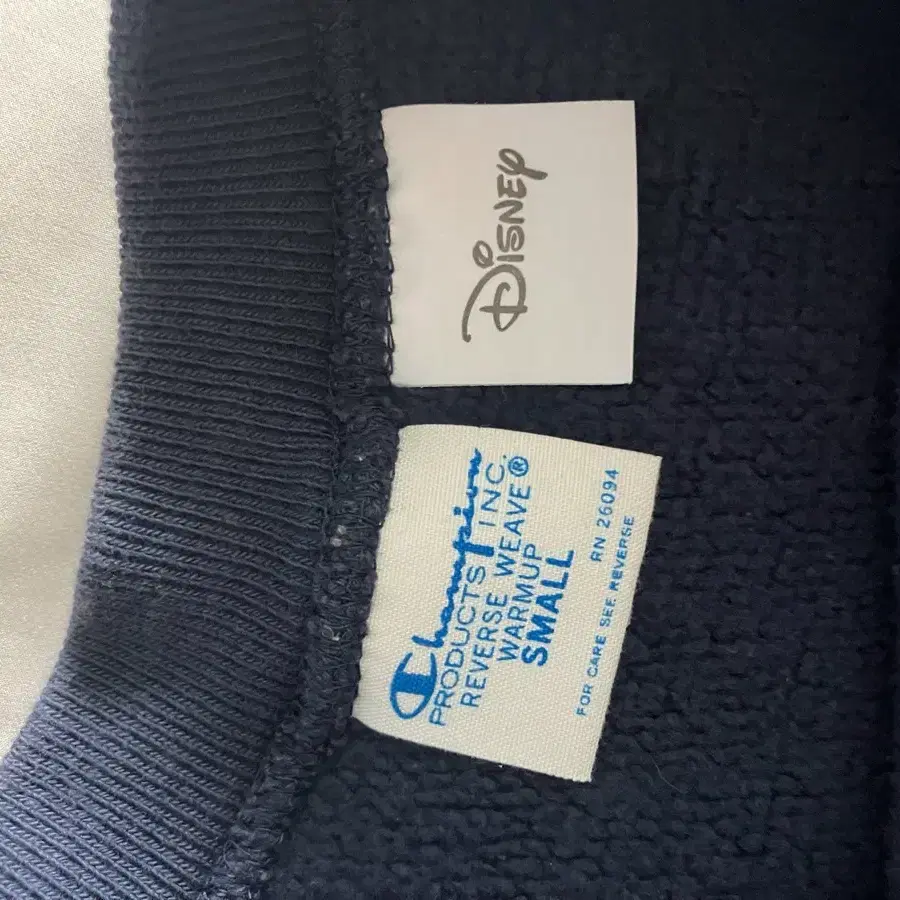 Disney
Champion
PRODUCTS INC.
REVERSE WEAVE®
WARMUP
SMALL
RN 26094
FOR CARE SEE REVERSE